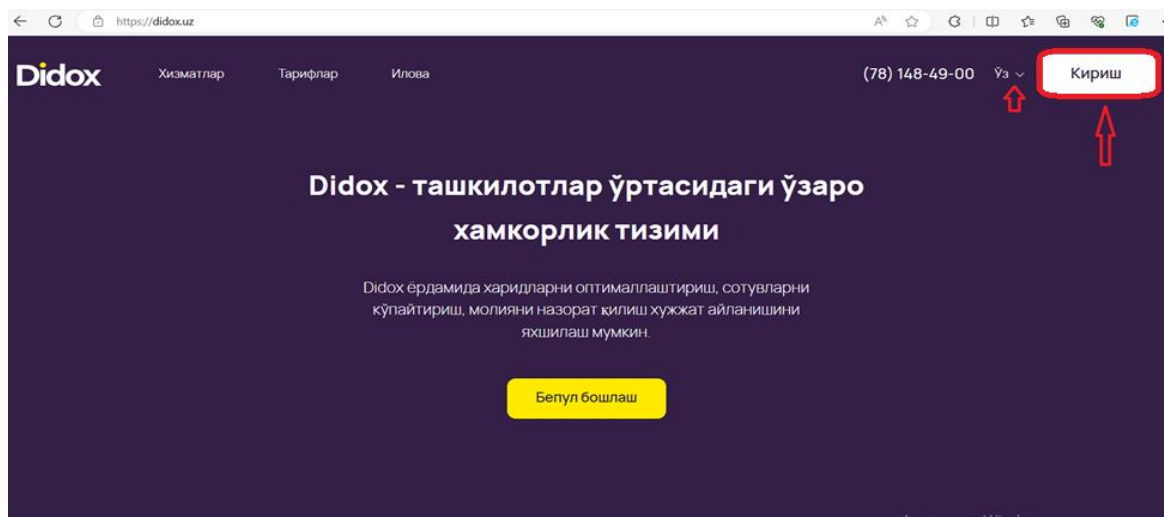 https://didox.uz
Didox
Хизматлар
Тарифлар
Илова
(78) 148-49-00
Ўз
Кириш
Didox - ташкилотлар ўртасидаги ўзаро
хамкорлик тизими
Didox ёрдамида харидларни оптималлаштириш, сотувларни
кўпайтириш, молияни назорат қилиш хужжат айланишини
яхшилаш мумкин.
Бепул бошлаш